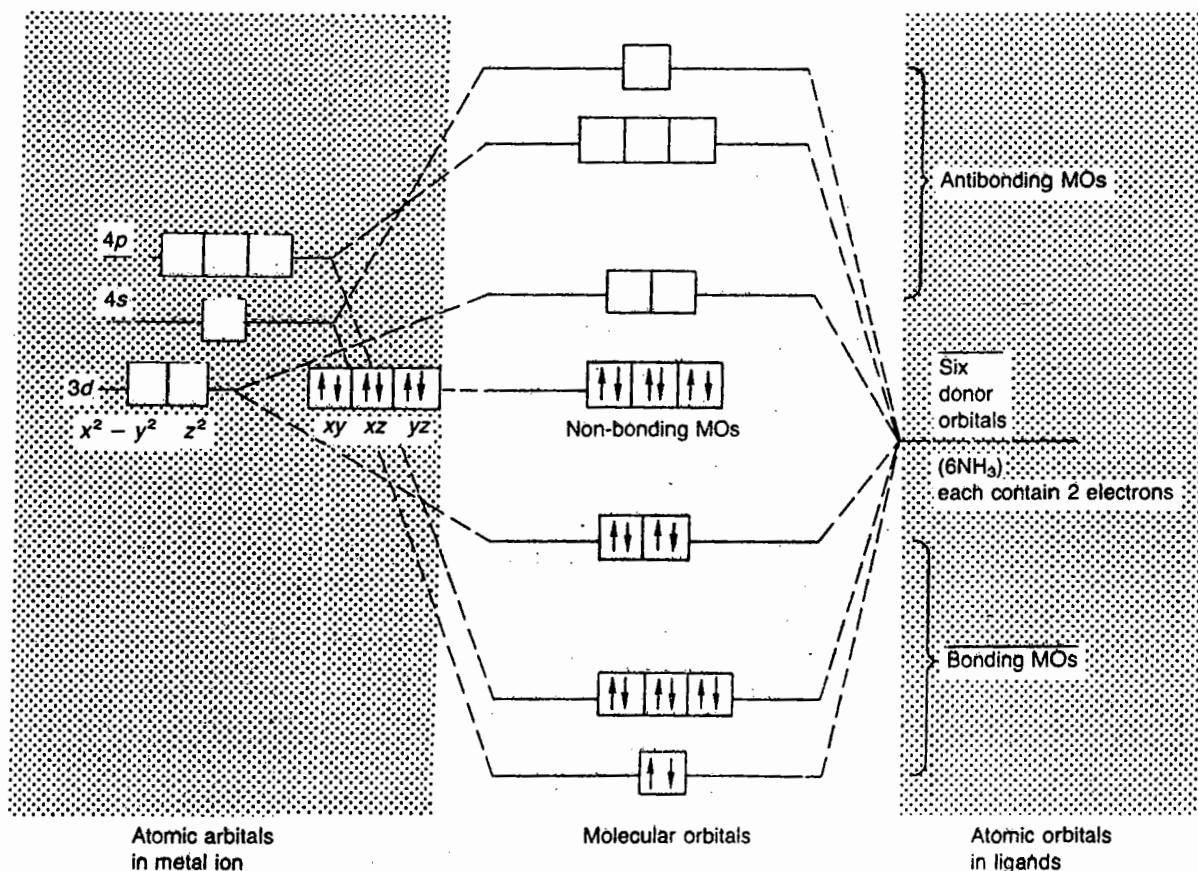 Antibonding MOs
4p
4s
3d
x² − y² z²
xy xz yz
Non-bonding MOs
Six
donor
orbitals
(6NH₃)
each contain 2 electrons
Bonding MOs
Atomic arbitals
in metal ion
Molecular orbitals
Atomic orbitals
in ligands